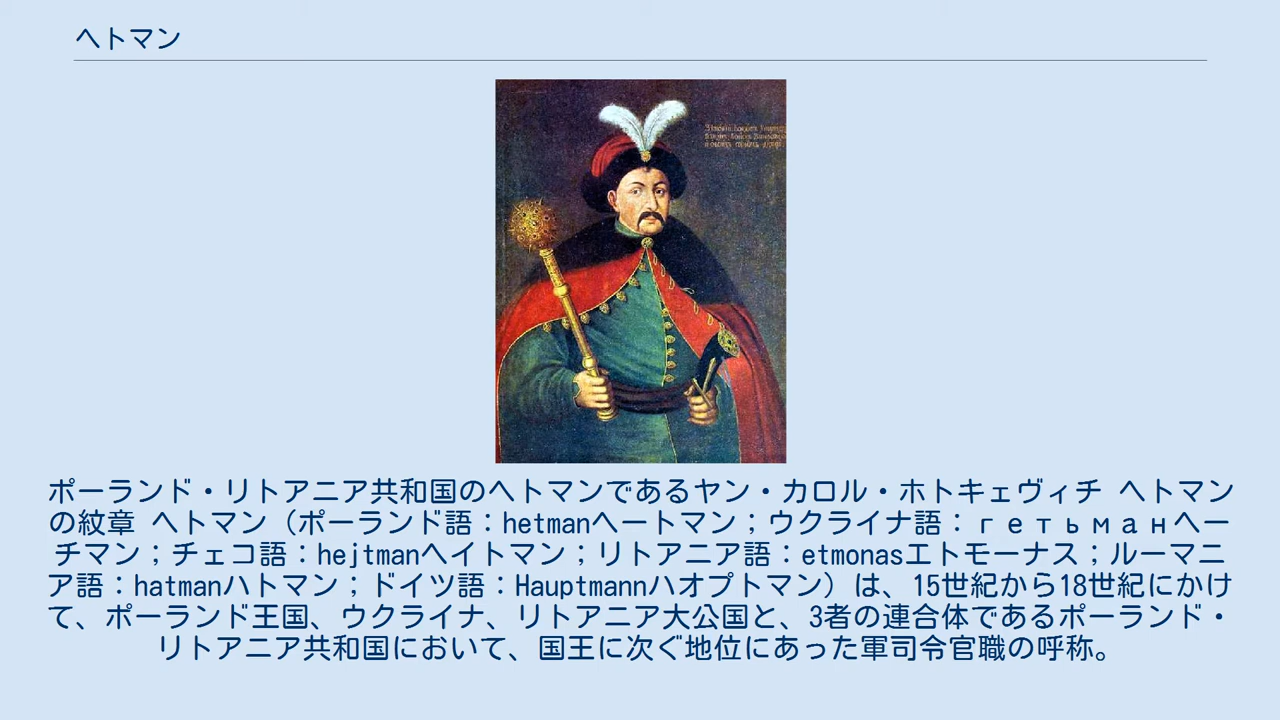 ヘトマン
ポーランド・リトアニア共和国のヘトマンであるヤン・カロル・ホトキェヴィチ ヘトマン
の紋章 ヘトマン（ポーランド語：hetmanヘートマン；ウクライナ語：гетьманヘー
チマン；チェコ語：hejtmanヘイトマン；リトアニア語：etmonasエトモーナス；ルーマニ
ア語：hatmanハトマン；ドイツ語：Hauptmannハオプトマン）は、15世紀から18世紀にかけ
て、ポーランド王国、ウクライナ、リトアニア大公国と、3者の連合体であるポーランド・
リトアニア共和国において、国王に次ぐ地位にあった軍司令官職の呼称。